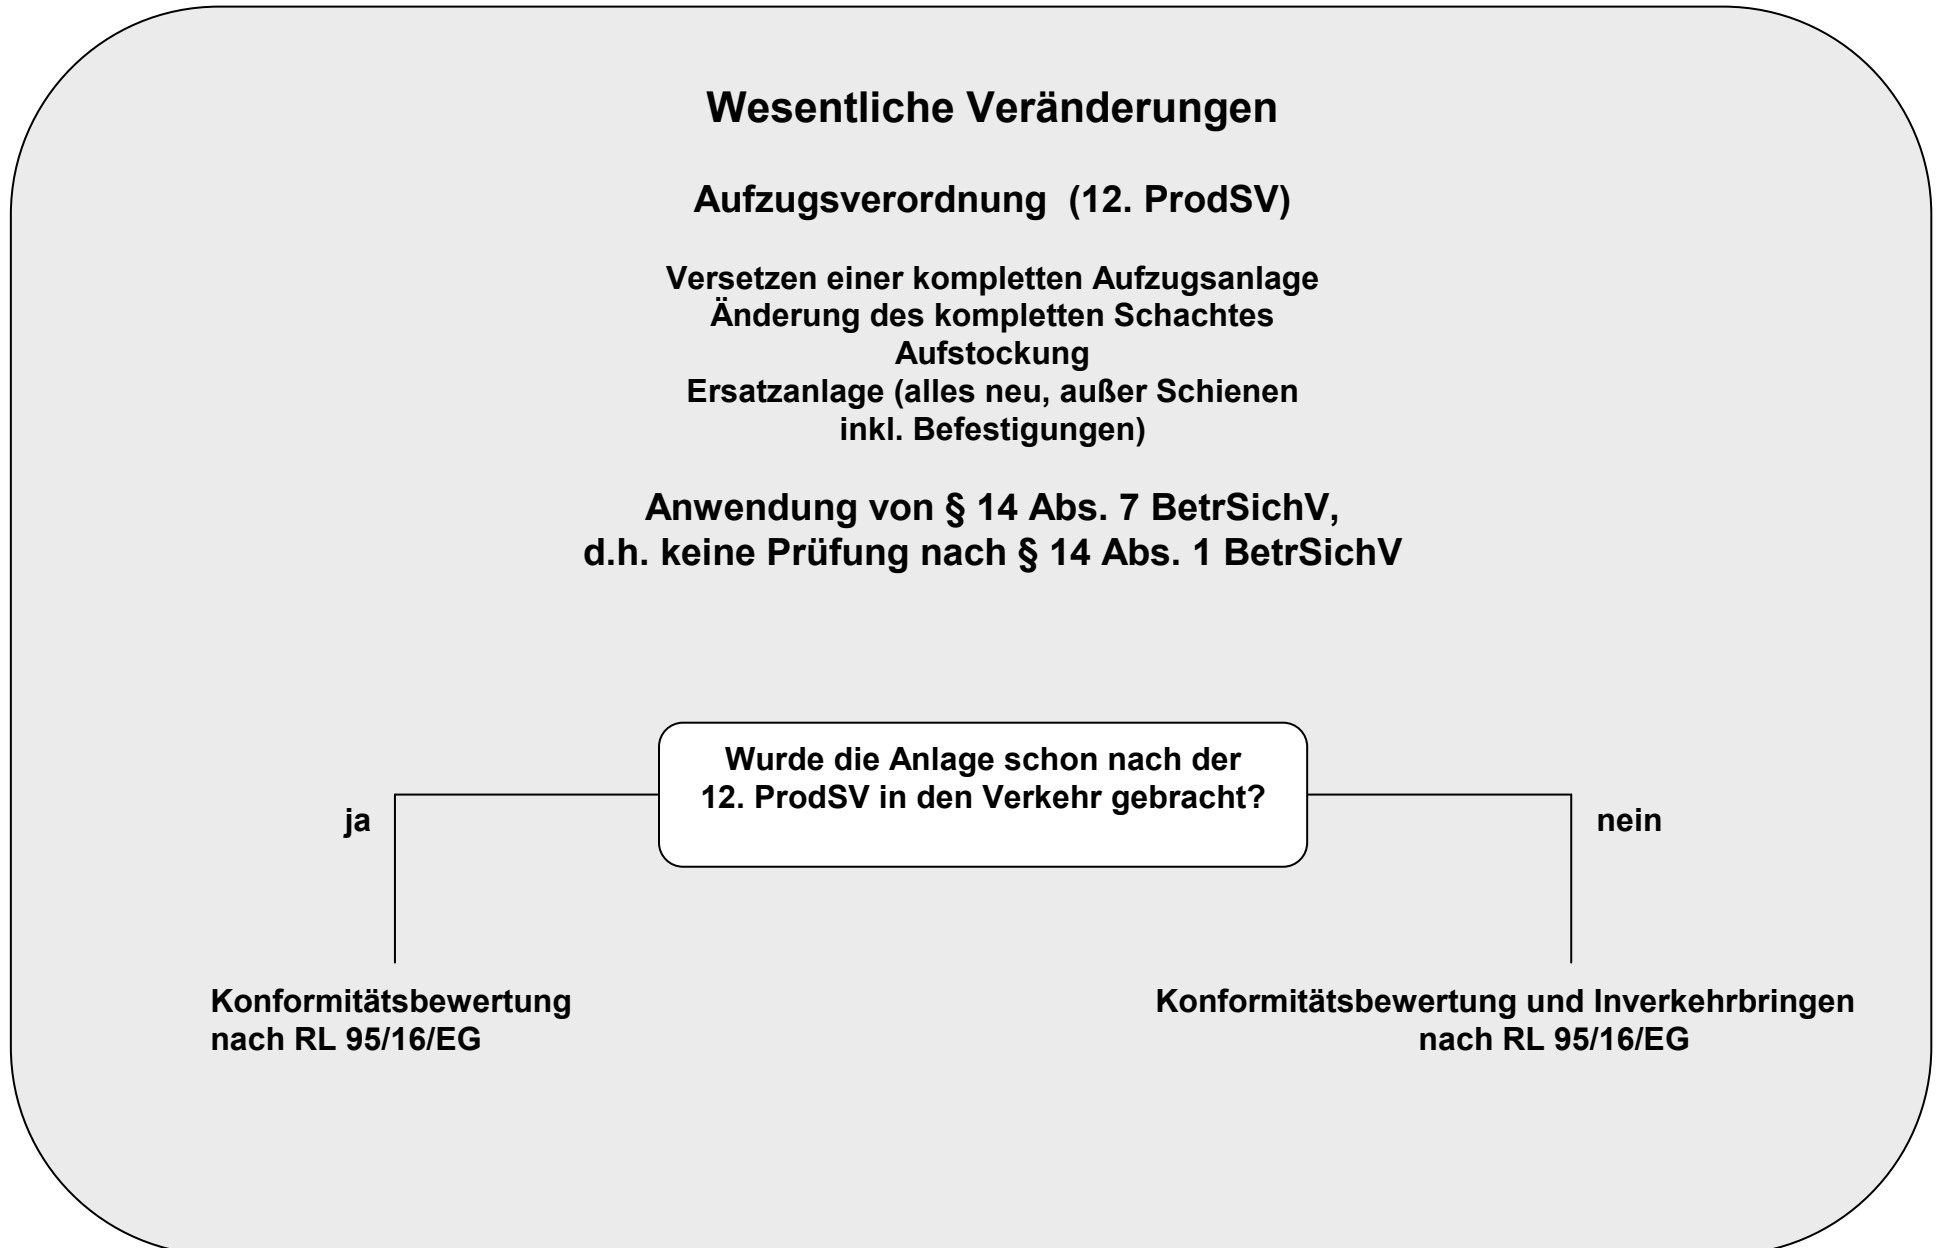 Wesentliche Veränderungen
Aufzugsverordnung (12. ProdSV)
Versetzen einer kompletten Aufzugsanlage
Änderung des kompletten Schachtes
Aufstockung
Ersatzanlage (alles neu, außer Schienen
inkl. Befestigungen)
Anwendung von § 14 Abs. 7 BetrSichV,
d.h. keine Prüfung nach § 14 Abs. 1 BetrSichV
Wurde die Anlage schon nach der
12. ProdSV in den Verkehr gebracht?
ja
nein
Konformitätsbewertung
nach RL 95/16/EG
Konformitätsbewertung und Inverkehrbringen
nach RL 95/16/EG